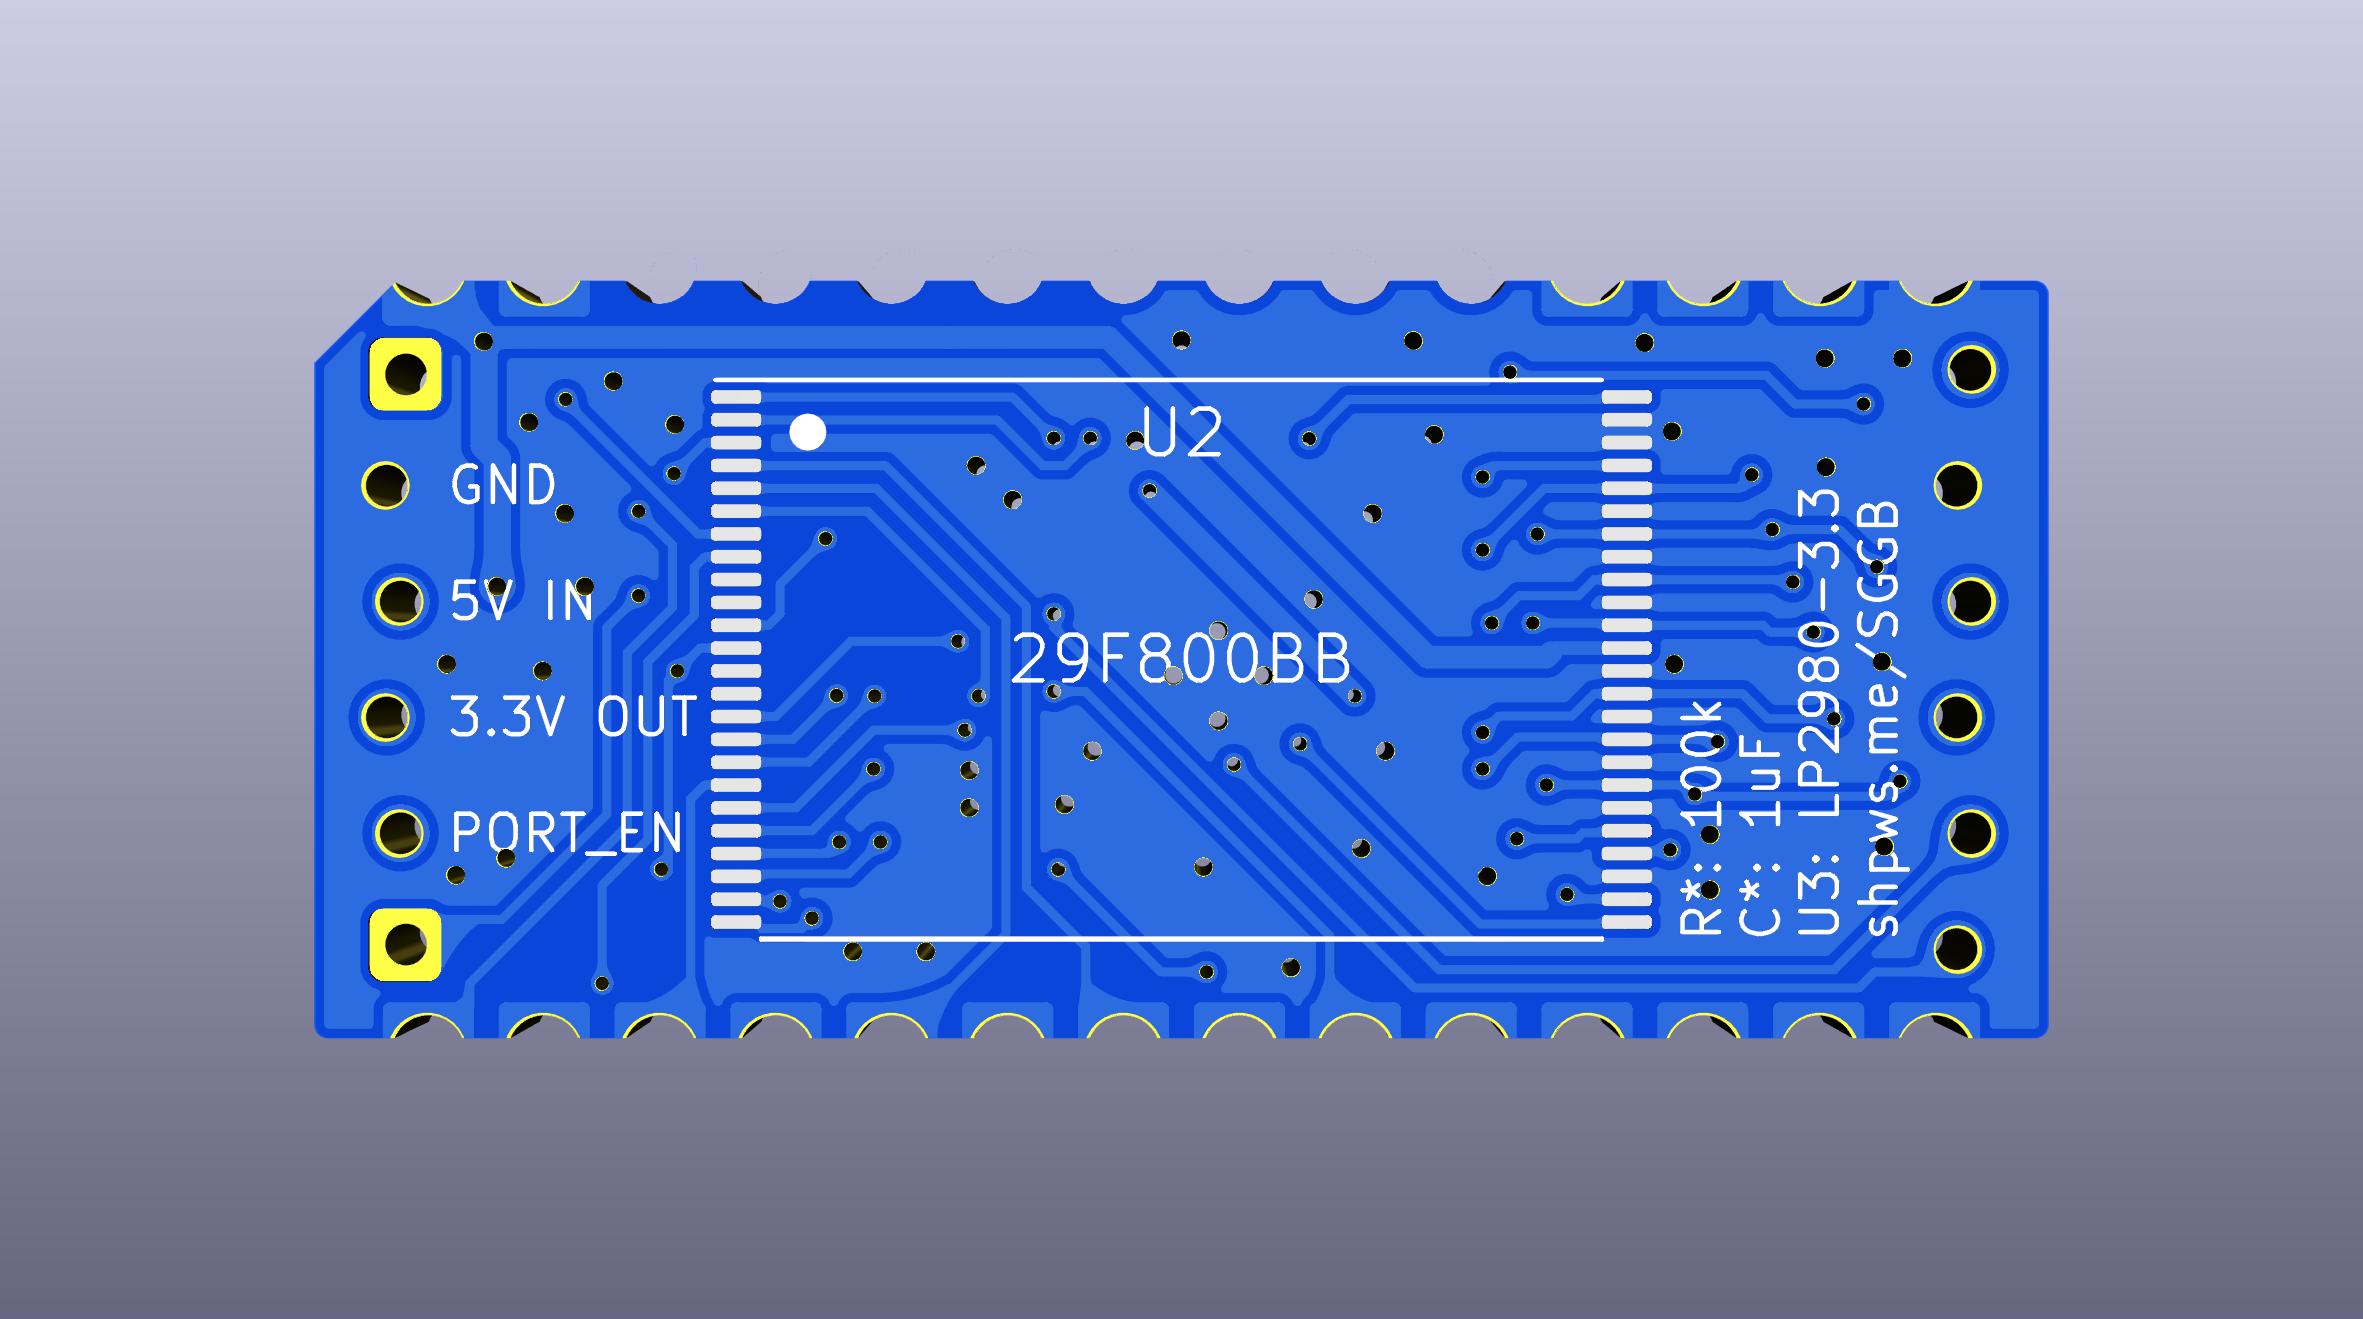 U2
GND
5V IN
29F800BB
3.3V OUT
PORT_EN
R*: 100k
C*: 1uF
U3: LP2980-3.3
shpws.me/SGGB